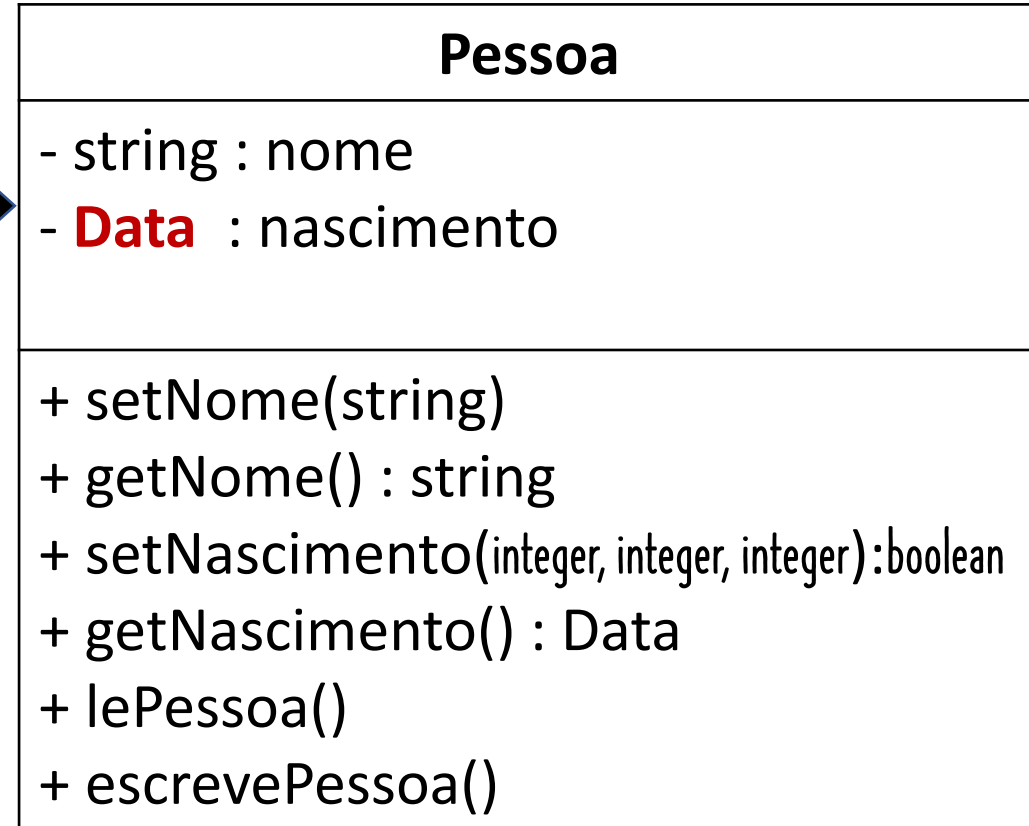 Pessoa
- string : nome
- Data : nascimento
+ setNome(string)
+ getNome() : string
+ setNascimento(integer, integer, integer):boolean
+ getNascimento() : Data
+ lePessoa()
+ escrevePessoa()